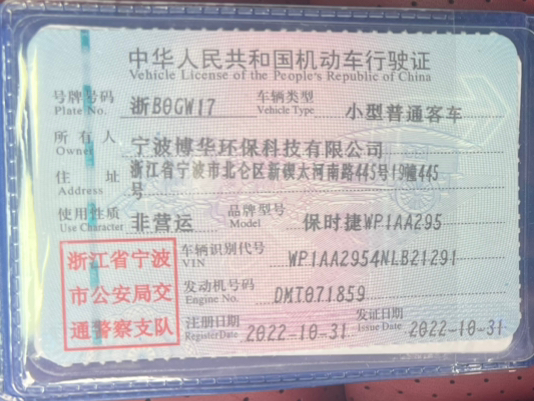 中华人民共和国机动车行驶证
Vehicle License of the People's Republic of China
号牌号码 浙B0GW17 车辆类型 小型普通客车
Plate No. Vehicle Type
所有人 宁波博华环保科技有限公司
Owner
住址 浙江省宁波市北仑区新碶太河南路445号19幢445
Address 号
使用性质 非营运 品牌型号 保时捷WP1AA295
Use Character Model
浙江省宁波 车辆识别代号 WP1AA2954NLB21291
VIN
市公安局交 发动机号码 DMT071859
Engine No.
通警察支队 注册日期 2022-10-31 发证日期 2022-10-31
Register Date Issue Date